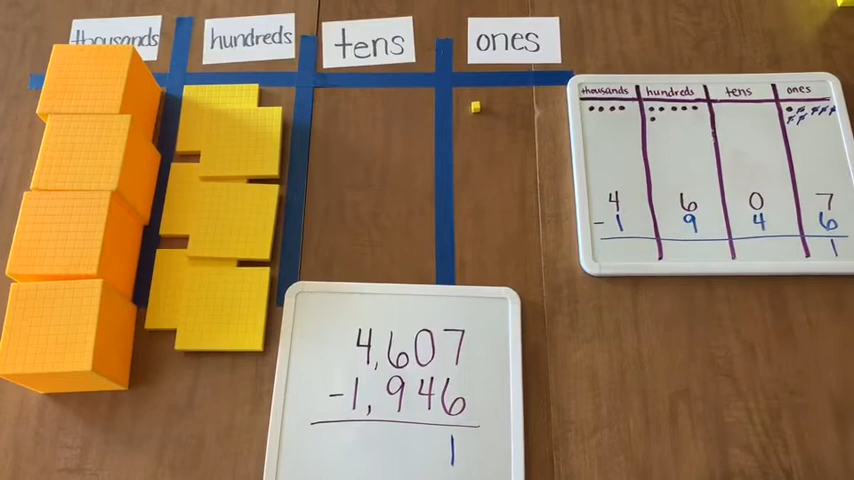 thousands hundreds tens ones
thousands hundreds tens ones
4 6 0 7
-1 9 4 6
1
4,607
-1,946
1